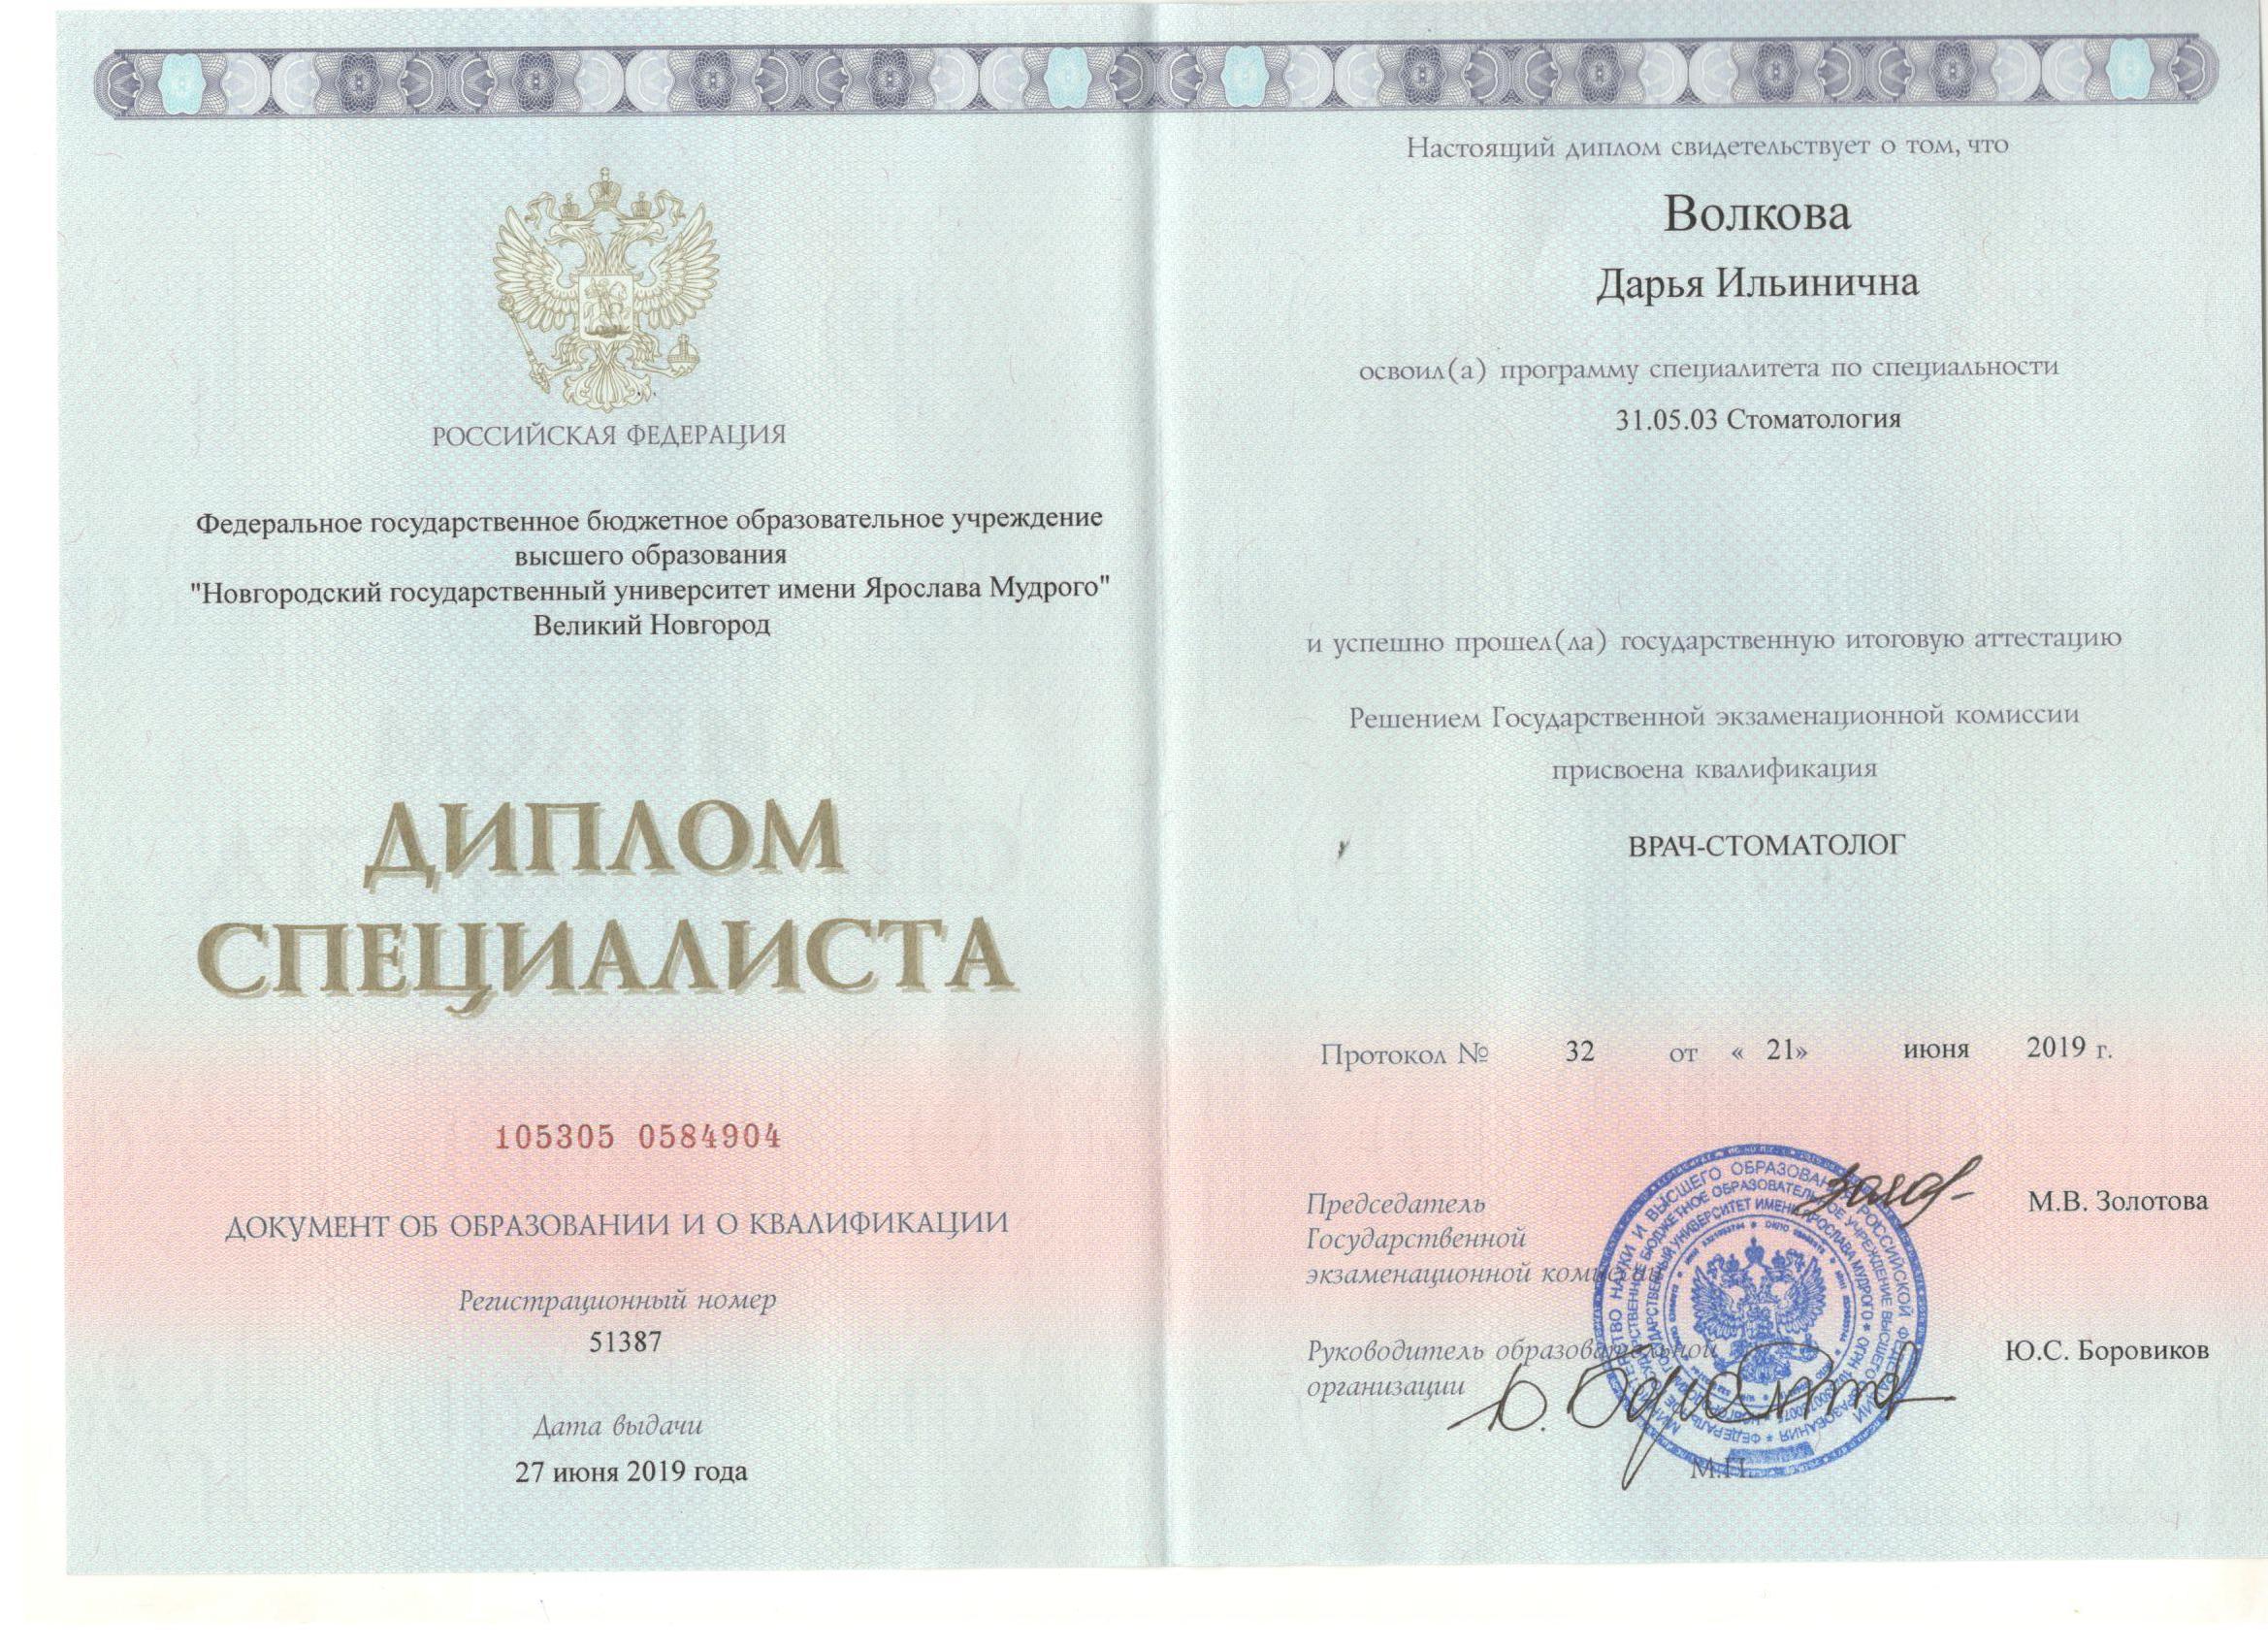 РОССИЙСКАЯ ФЕДЕРАЦИЯ
Федеральное государственное бюджетное образовательное учреждение
высшего образования
"Новгородский государственный университет имени Ярослава Мудрого"
Великий Новгород
ДИПЛОМ
СПЕЦИАЛИСТА
105305 0584904
ДОКУМЕНТ ОБ ОБРАЗОВАНИИ И О КВАЛИФИКАЦИИ
Регистрационный номер
51387
Дата выдачи
27 июня 2019 года
Настоящий диплом свидетельствует о том, что
Волкова
Дарья Ильинична
освоил(а) программу специалитета по специальности
31.05.03 Стоматология
и успешно прошел(ла) государственную итоговую аттестацию
Решением Государственной экзаменационной комиссии
присвоена квалификация
ВРАЧ-СТОМАТОЛОГ
Протокол № 32 от « 21» июня 2019 г.
Председатель
Государственной
экзаменационной комиссии
М.В. Золотова
Руководитель образовательной
организации
Ю.С. Боровиков
М.П.